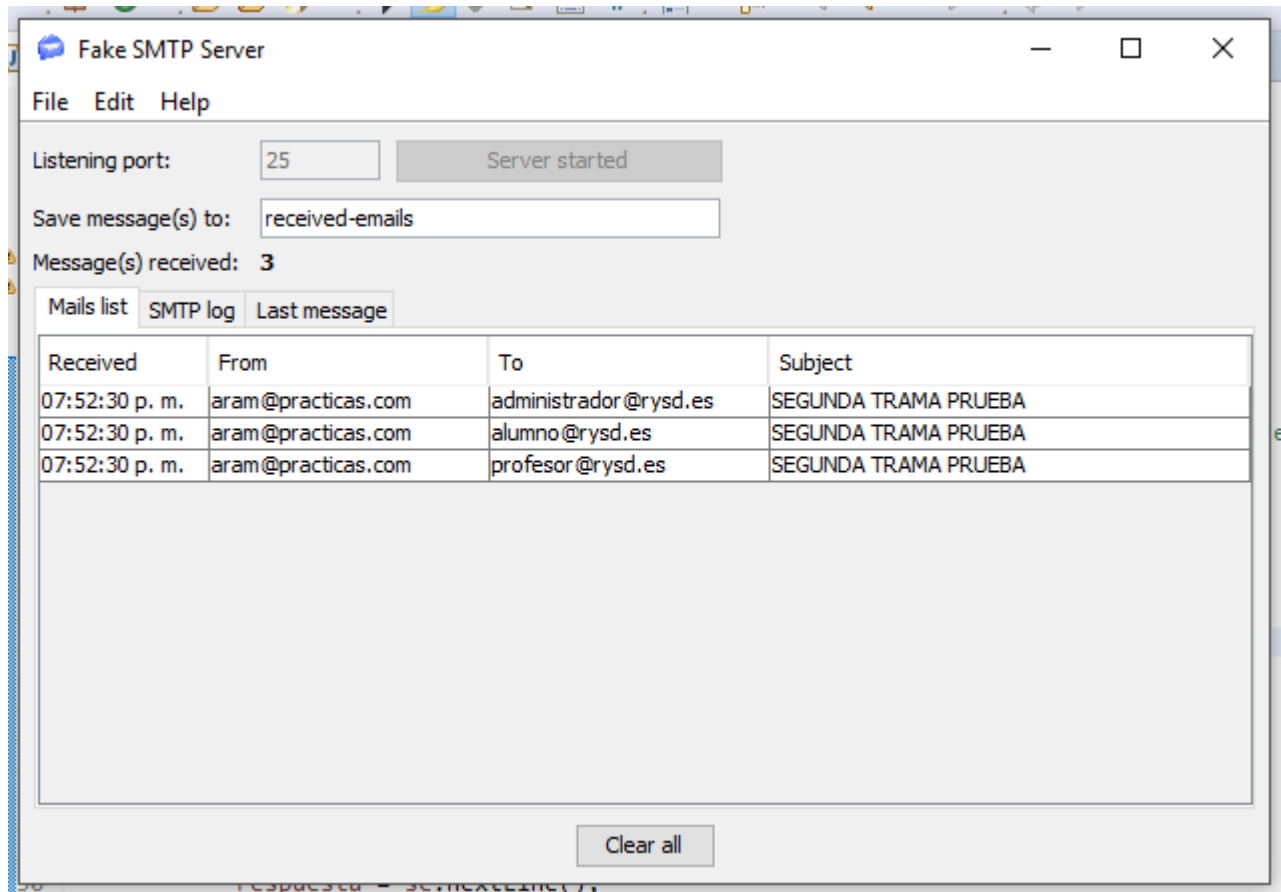 Fake SMTP Server
File Edit Help
Listening port: 25 Server started
Save message(s) to: received-emails
Message(s) received: 3
Mails list SMTP log Last message
Received From To Subject
07:52:30 p. m. aram@practicas.com administrador@rysd.es SEGUNDA TRAMA PRUEBA
07:52:30 p. m. aram@practicas.com alumno@rysd.es SEGUNDA TRAMA PRUEBA
07:52:30 p. m. aram@practicas.com profesor@rysd.es SEGUNDA TRAMA PRUEBA
Clear all
respuesta = sc.nextLine();